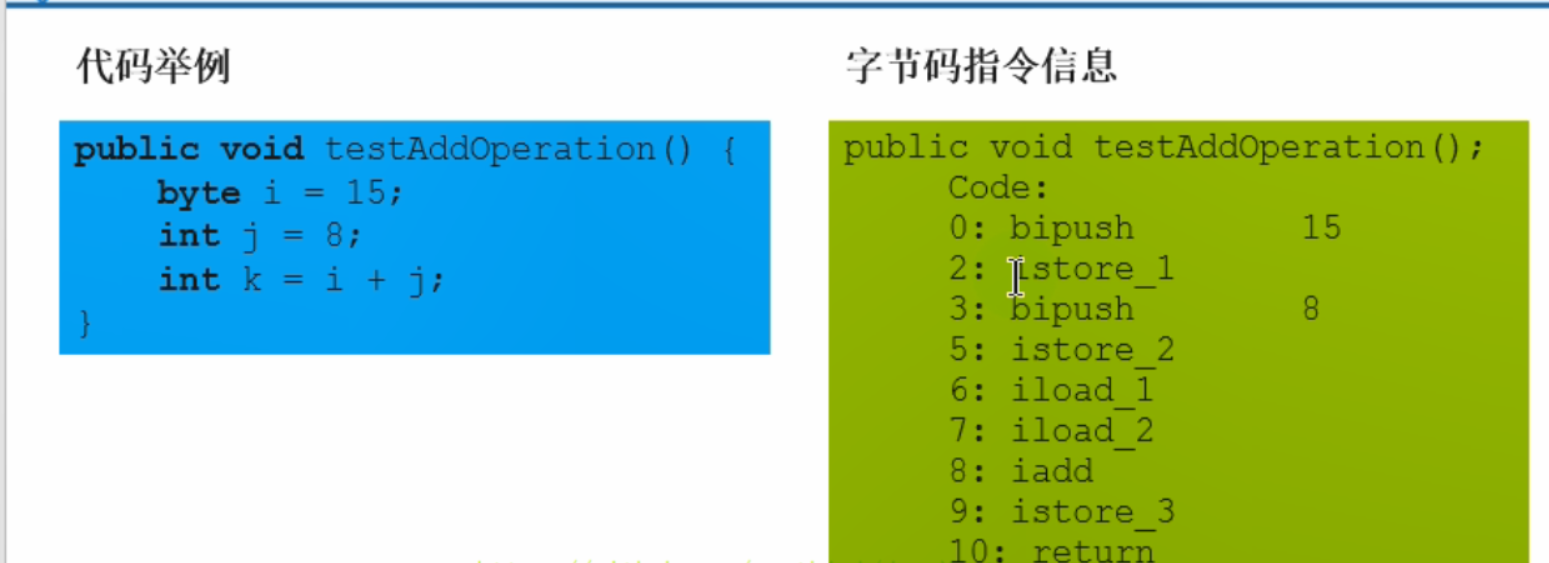 代码举例
public void testAddOperation() {
byte i = 15;
int j = 8;
int k = i + j;
}
字节码指令信息
public void testAddOperation();
Code:
0: bipush 15
2: istore_1
3: bipush 8
5: istore_2
6: iload_1
7: iload_2
8: iadd
9: istore_3
10: return